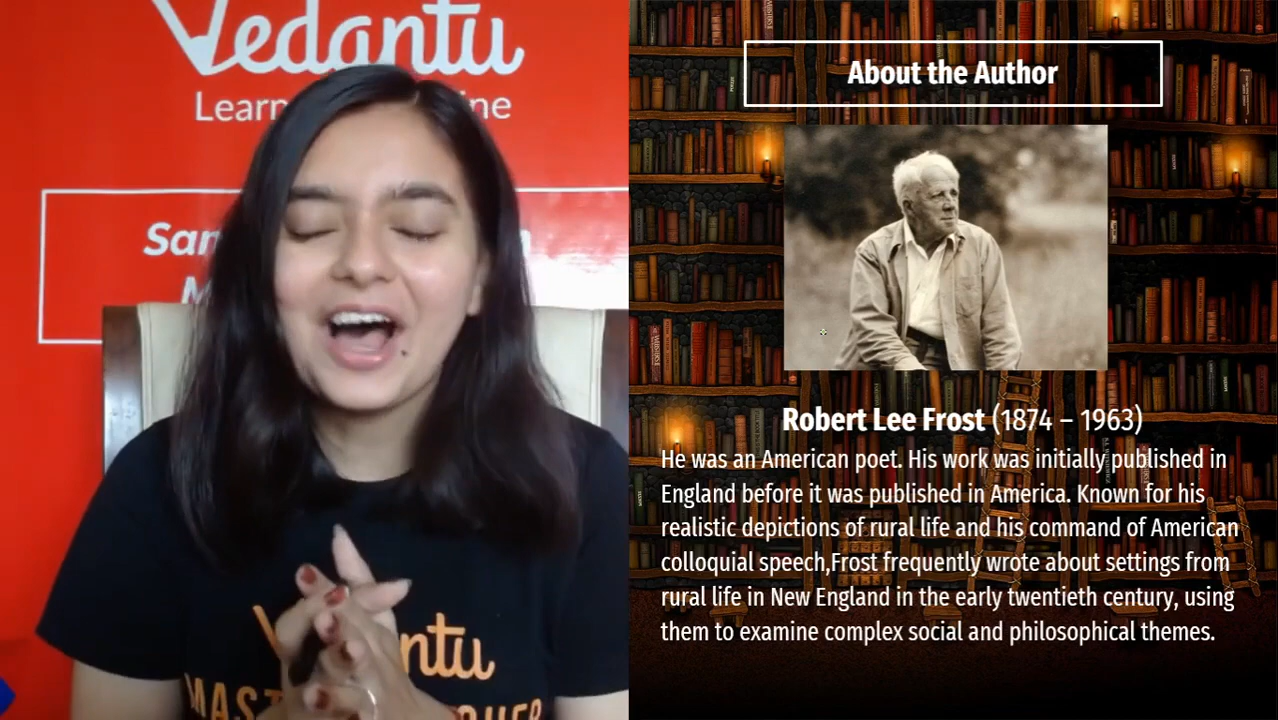 Vedantu
About the Author
Robert Lee Frost (1874 – 1963)
He was an American poet. His work was initially published in
England before it was published in America. Known for his
realistic depictions of rural life and his command of American
colloquial speech,Frost frequently wrote about settings from
rural life in New England in the early twentieth century, using
them to examine complex social and philosophical themes.